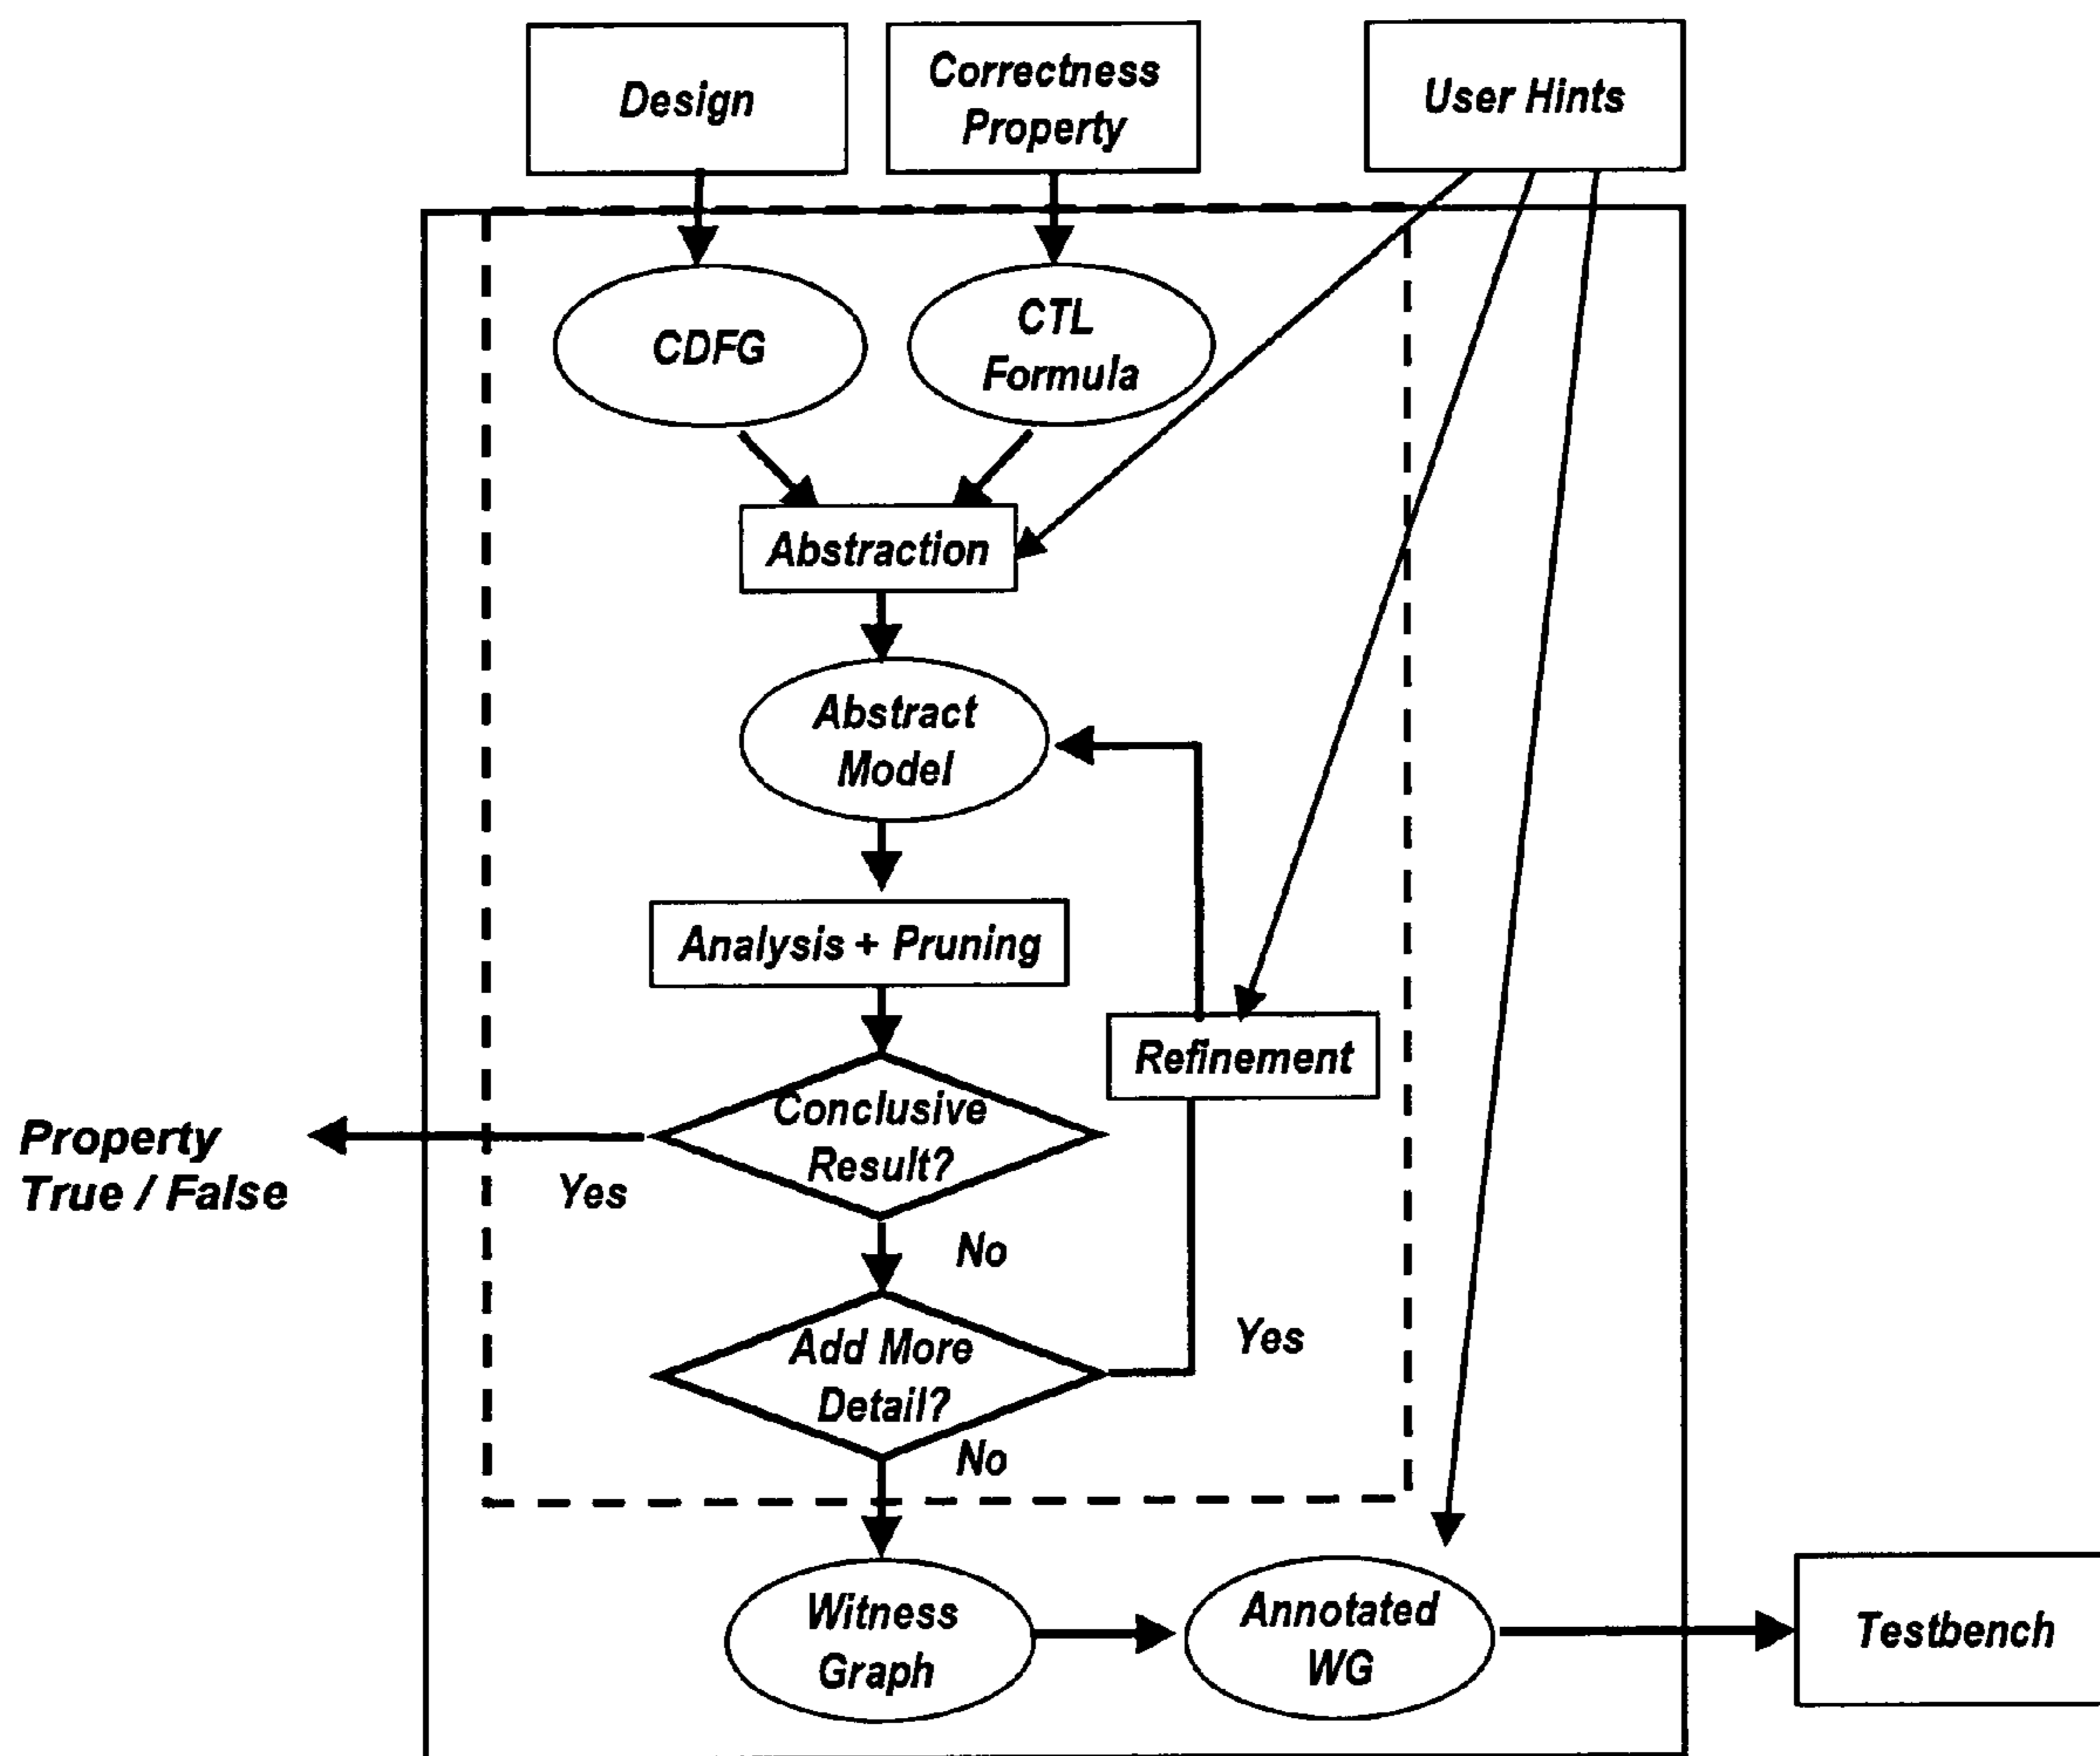 Design
Correctness
Property
User Hints
CDFG
CTL
Formula
Abstraction
Abstract
Model
Analysis + Pruning
Refinement
Conclusive
Result?
Property
True / False
Yes
No
Add More
Detail?
Yes
No
Witness
Graph
Annotated
WG
Testbench